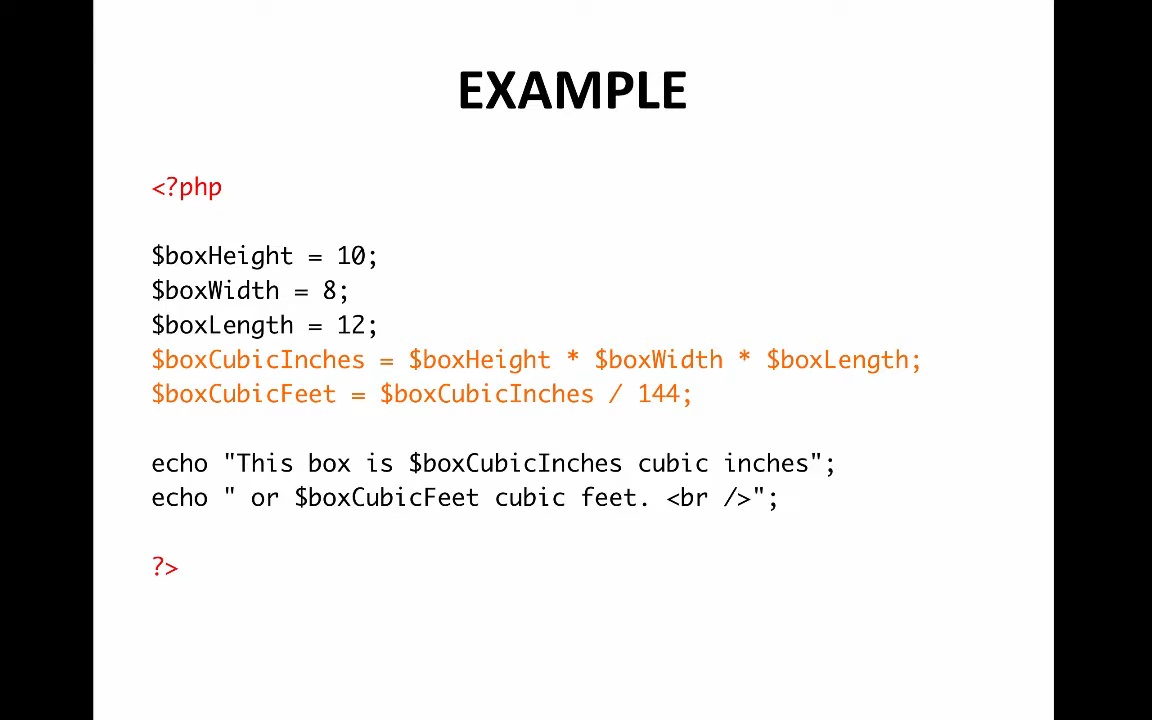 EXAMPLE
<?php
$boxHeight = 10;
$boxWidth = 8;
$boxLength = 12;
$boxCubicInches = $boxHeight * $boxWidth * $boxLength;
$boxCubicFeet = $boxCubicInches / 144;
echo "This box is $boxCubicInches cubic inches";
echo " or $boxCubicFeet cubic feet. <br />";
?>